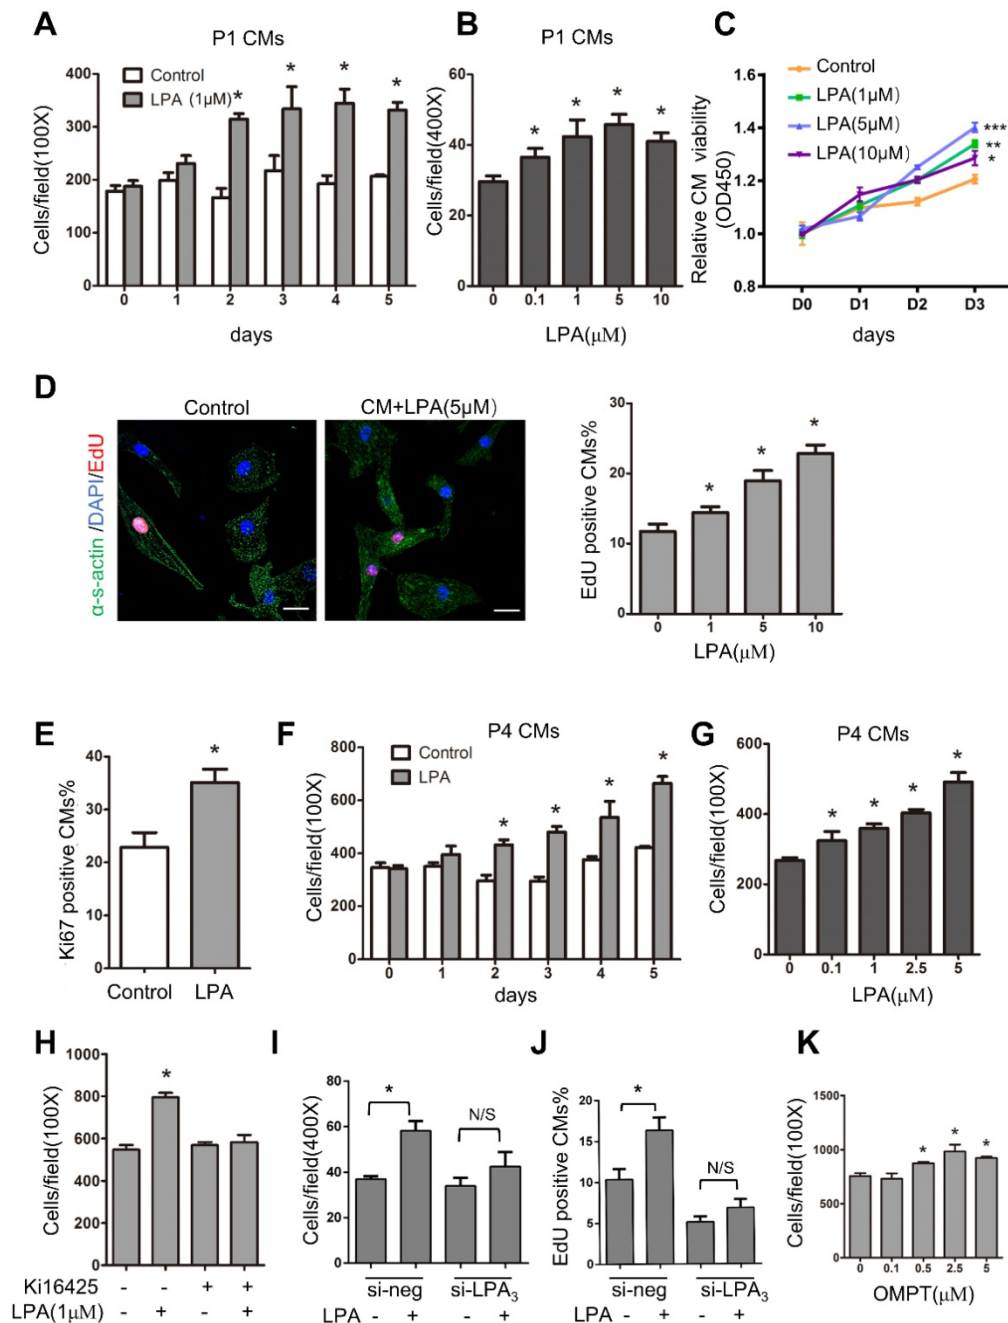 A
P1 CMs
Cells/field(100X)
400
300
200
100
0
Control
LPA (1μM)
*
*
*
*
0 1 2 3 4 5
days
B
P1 CMs
Cells/field(400X)
60
40
20
0
*
*
*
*
0 0.1 1 5 10
LPA(μM)
C
Relative CM viability
(OD450)
1.6
1.4
1.2
1.0
0.8
Control
LPA(1μM)
LPA(5μM)
LPA(10μM)
***
**
*
D0 D1 D2 D3
days
D
Control
CM+LPA(5μM)
α-s-actin /DAPI/EdU
EdU positive CMs%
30
20
10
0
*
*
*
0 1 5 10
LPA(μM)
E
Ki67 positive CMs%
40
30
20
10
0
*
Control LPA
F
P4 CMs
Cells/field(100X)
800
600
400
200
0
Control
LPA
*
*
*
*
0 1 2 3 4 5
days
G
P4 CMs
Cells/field(100X)
600
400
200
0
*
*
*
*
0 0.1 1 2.5 5
LPA(μM)
H
Cells/field(100X)
1000
800
600
400
200
0
*
Ki16425 - - + +
LPA(1μM) - + - +
I
Cells/field(400X)
80
60
40
20
0
*
N/S
si-neg si-LPA₃
LPA - + - +
J
EdU positive CMs%
20
15
10
5
0
*
N/S
si-neg si-LPA₃
LPA - + - +
K
Cells/field(100X)
1500
1000
500
0
*
*
*
0 0.1 0.5 2.5 5
OMPT(μM)